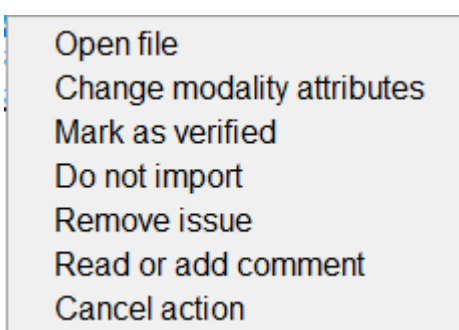 Open file
Change modality attributes
Mark as verified
Do not import
Remove issue
Read or add comment
Cancel action